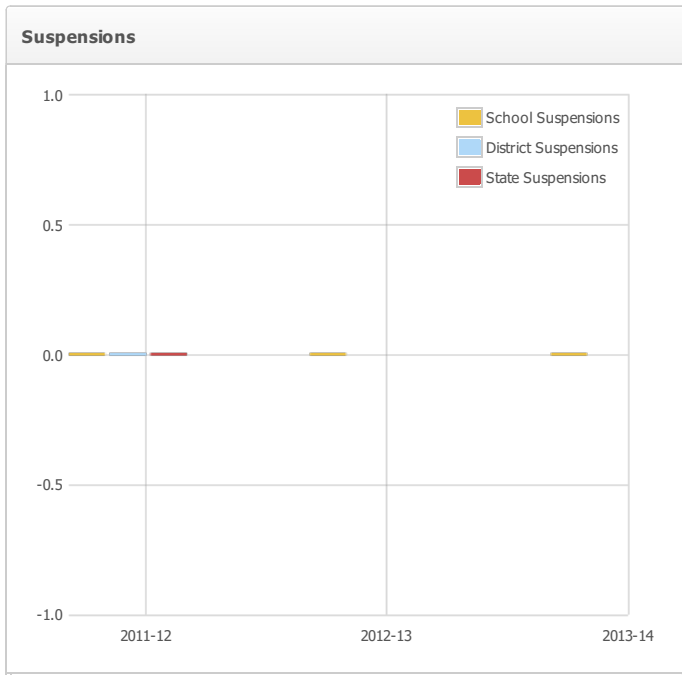 Suspensions
1.0
School Suspensions
District Suspensions
State Suspensions
0.5
0.0
-0.5
-1.0
2011-12 2012-13 2013-14